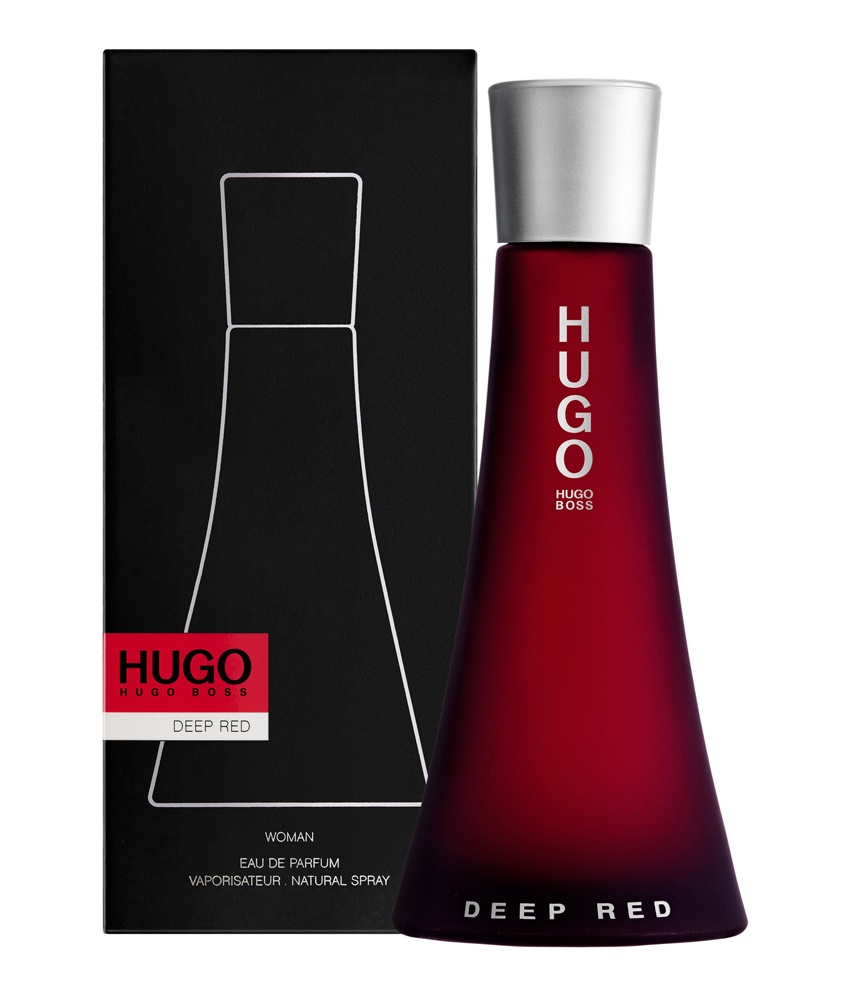 HUGO
HUGO BOSS
DEEP RED
WOMAN
EAU DE PARFUM
VAPORISATEUR . NATURAL SPRAY
HUGO
HUGO
BOSS
DEEP RED